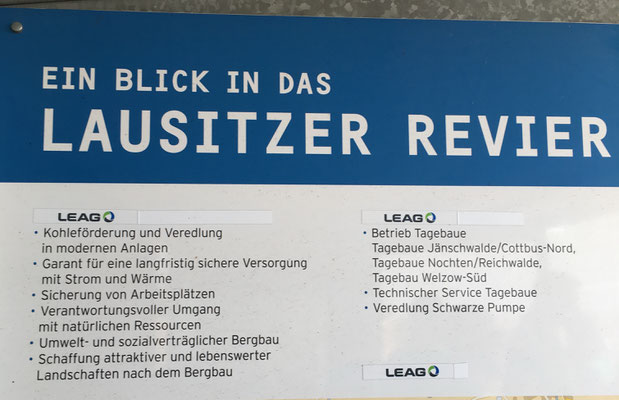 EIN BLICK IN DAS
LAUSITZER REVIER
LEAG
• Kohleförderung und Veredlung
in modernen Anlagen
• Garant für eine langfristig sichere Versorgung
mit Strom und Wärme
• Sicherung von Arbeitsplätzen
• Verantwortungsvoller Umgang
mit natürlichen Ressourcen
• Umwelt- und sozialverträglicher Bergbau
• Schaffung attraktiver und lebenswerter
Landschaften nach dem Bergbau
LEAG
• Betrieb Tagebaue
Tagebaue Jänschwalde/Cottbus-Nord,
Tagebaue Nochten/Reichwalde,
Tagebau Welzow-Süd
• Technischer Service Tagebaue
• Veredlung Schwarze Pumpe
LEAG